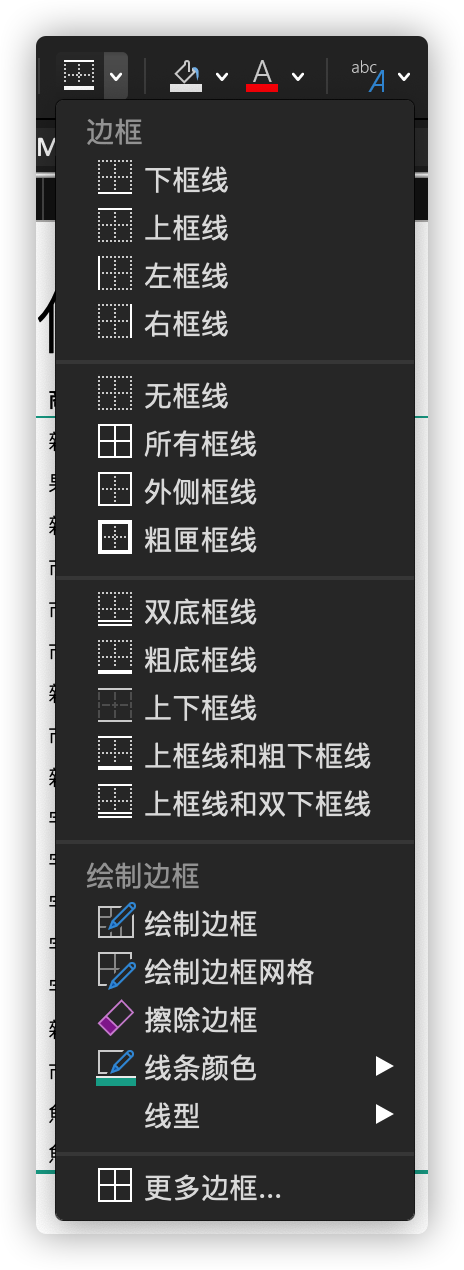 abc
A
A
M
边框
下框线
上框线
左框线
右框线
无框线
所有框线
外侧框线
粗匣框线
双底框线
粗底框线
上下框线
上框线和粗下框线
上框线和双下框线
绘制边框
绘制边框
绘制边框网格
擦除边框
线条颜色
线型
更多边框...